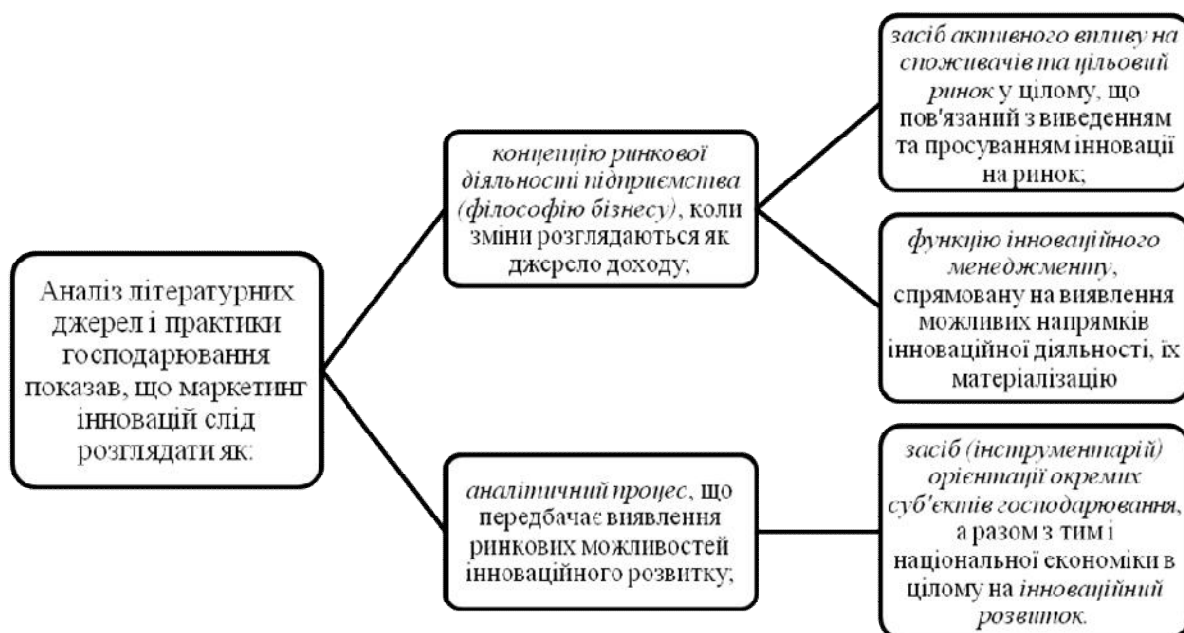 Аналіз літературних
джерел і практики
господарювання
показав, що маркетинг
інновацій слід
розглядати як:
концепцію ринкової
діяльності підприємства
(філософію бізнесу), коли
зміни розглядаються як
джерело доходу;
засіб активного впливу на
споживачів та цільовий
ринок у цілому, що
пов'язаний з виведенням
та просуванням інновації
на ринок;
функцію інноваційного
менеджменту,
спрямовану на виявлення
можливих напрямків
інноваційної діяльності, їх
матеріалізацію
аналітичний процес, що
передбачає виявлення
ринкових можливостей
інноваційного розвитку;
засіб (інструментарій)
орієнтації окремих
суб'єктів господарювання,
а разом з тим і
національної економіки в
цілому на інноваційний
розвиток.